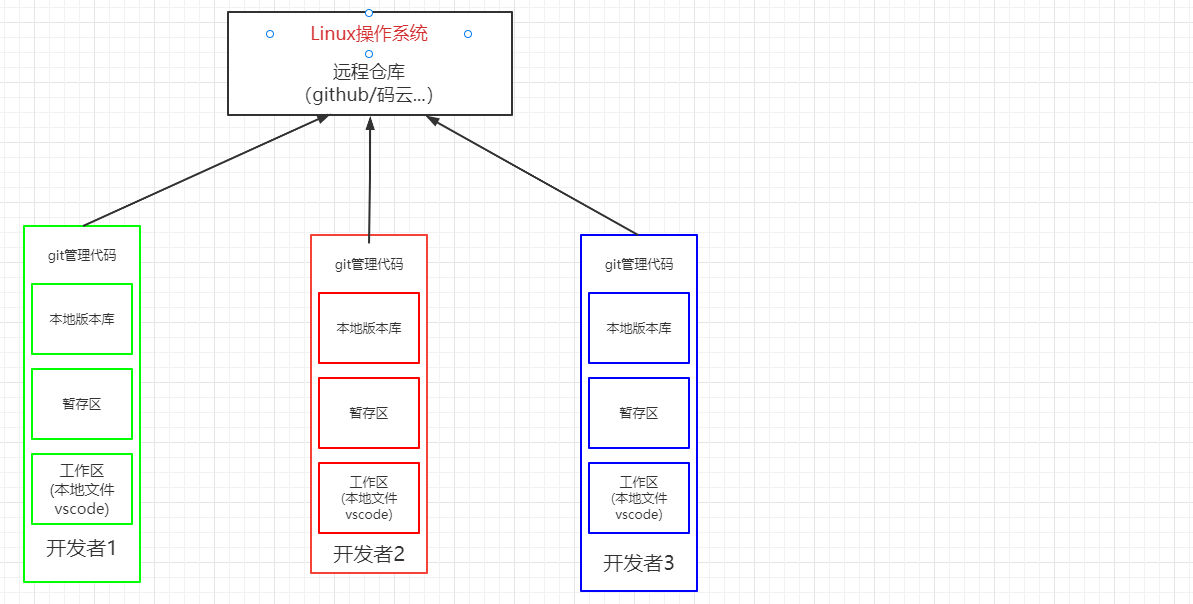 Linux操作系统
远程仓库
（github/码云...）
git管理代码
本地版本库
暂存区
工作区
(本地文件
vscode)
开发者1
git管理代码
本地版本库
暂存区
工作区
(本地文件
vscode)
开发者2
git管理代码
本地版本库
暂存区
工作区
(本地文件
vscode)
开发者3